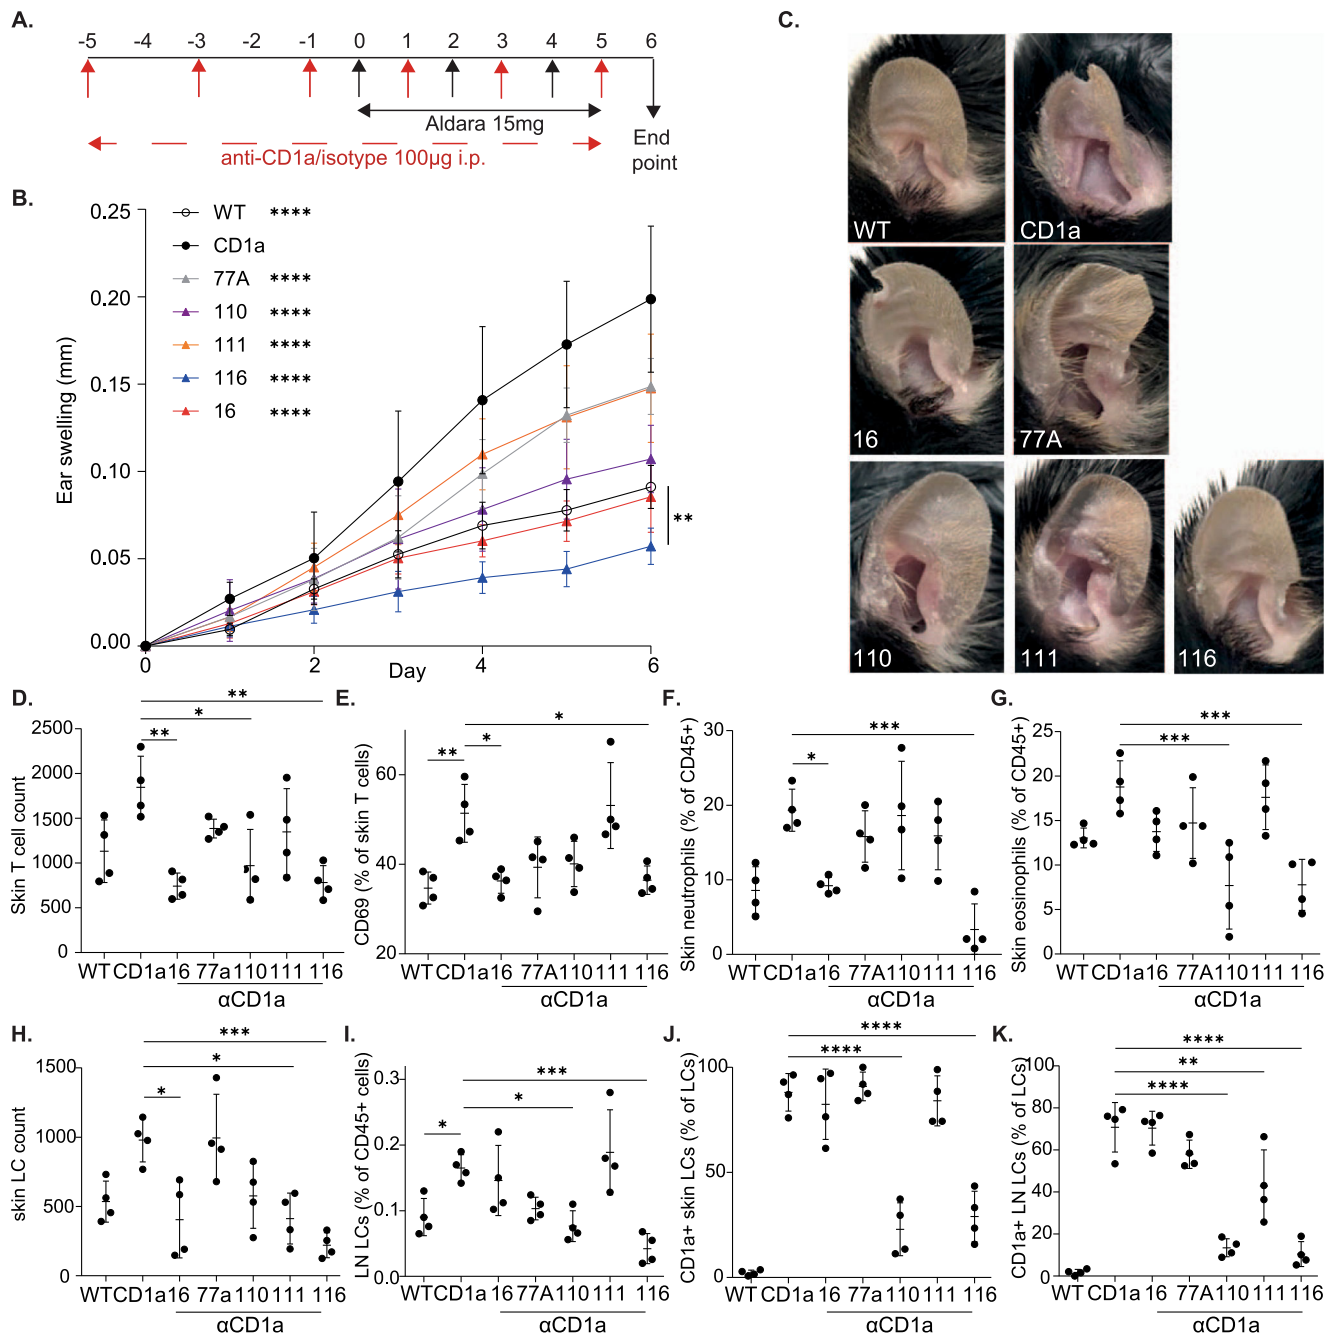 A.
-5 -4 -3 -2 -1 0 1 2 3 4 5 6
Aldara 15mg
End
point
anti-CD1a/isotype 100µg i.p.
B.
Ear swelling (mm)
0.25
0.20
0.15
0.10
0.05
0.00
WT ****
CD1a
77A ****
110 ****
111 ****
116 ****
16 ****
**
0 2 4 6
Day
C.
WT CD1a
16 77A
110 111 116
D.
Skin T cell count
2500
2000
1500
1000
500
0
**
*
**
WT CD1a 16 77a 110 111 116
αCD1a
E.
CD69 (% of skin T cells)
60
40
20
*
** *
WT CD1a 16 77A 110 111 116
αCD1a
F.
Skin neutrophils (% of CD45+)
30
20
10
0
***
*
WT CD1a 16 77A 110 111 116
αCD1a
G.
Skin eosinophils (% of CD45+)
25
20
15
10
5
0
***
***
WT CD1a 16 77A 110 111 116
αCD1a
H.
skin LC count
1500
1000
500
0
***
*
*
WT CD1a 16 77a 110 111 116
αCD1a
I.
LN LCs (% of CD45+ cells)
0.3
0.2
0.1
0.0
***
*
*
WT CD1a 16 77A 110 111 116
αCD1a
J.
CD1a+ skin LCs (% of LCs)
100
50
0
****
****
WT CD1a 16 77A 110 111 116
αCD1a
K.
CD1a+ LN LCs (% of LCs)
100
80
60
40
20
0
****
**
****
WT CD1a 16 77A 110 111 116
αCD1a